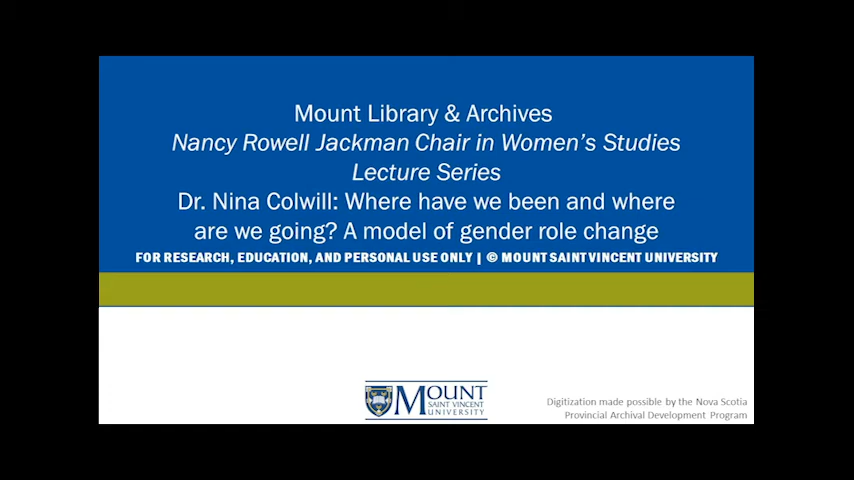 Mount Library & Archives
Nancy Rowell Jackman Chair in Women's Studies
Lecture Series
Dr. Nina Colwill: Where have we been and where
are we going? A model of gender role change
FOR RESEARCH, EDUCATION, AND PERSONAL USE ONLY | © MOUNT SAINT VINCENT UNIVERSITY
MOUNT
SAINT VINCENT
UNIVERSITY
Digitization made possible by the Nova Scotia
Provincial Archival Development Program